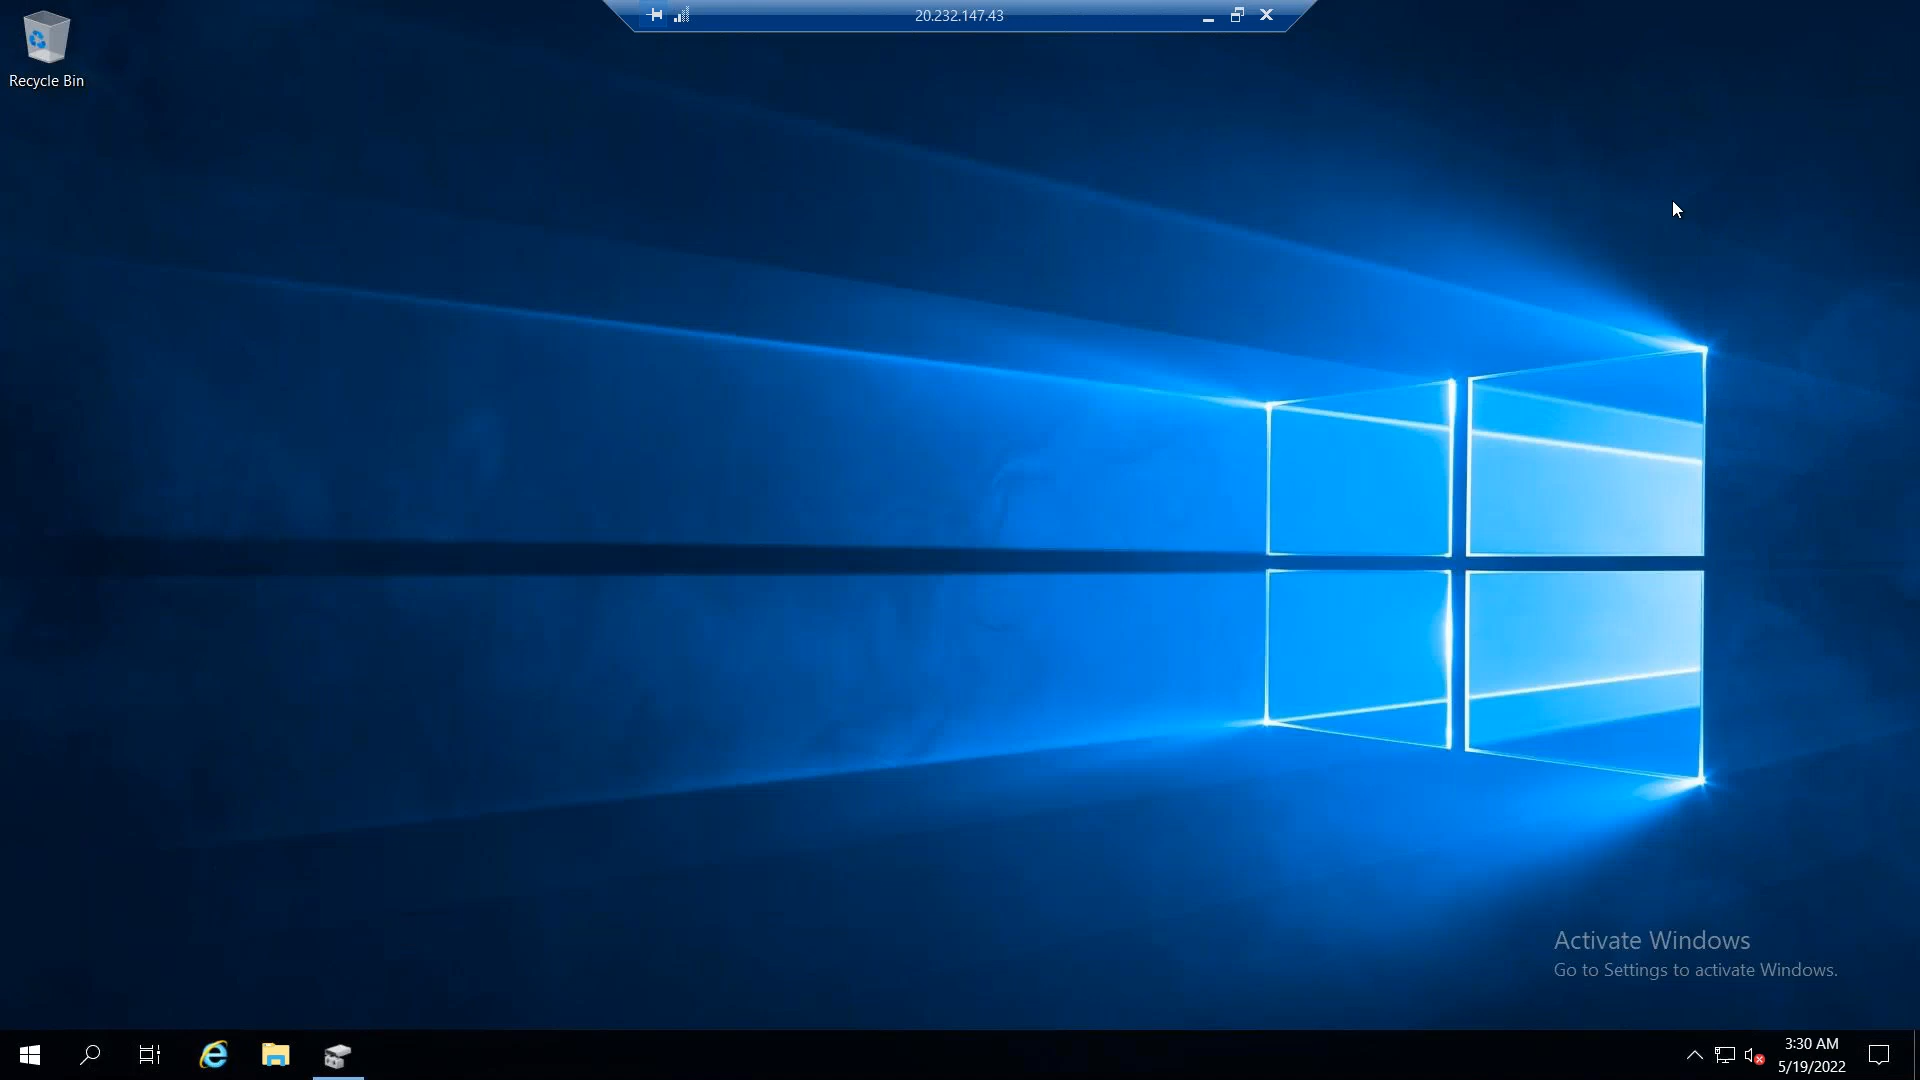 20.232.147.43
Recycle Bin
Activate Windows
Go to Settings to activate Windows.
3:30 AM
5/19/2022